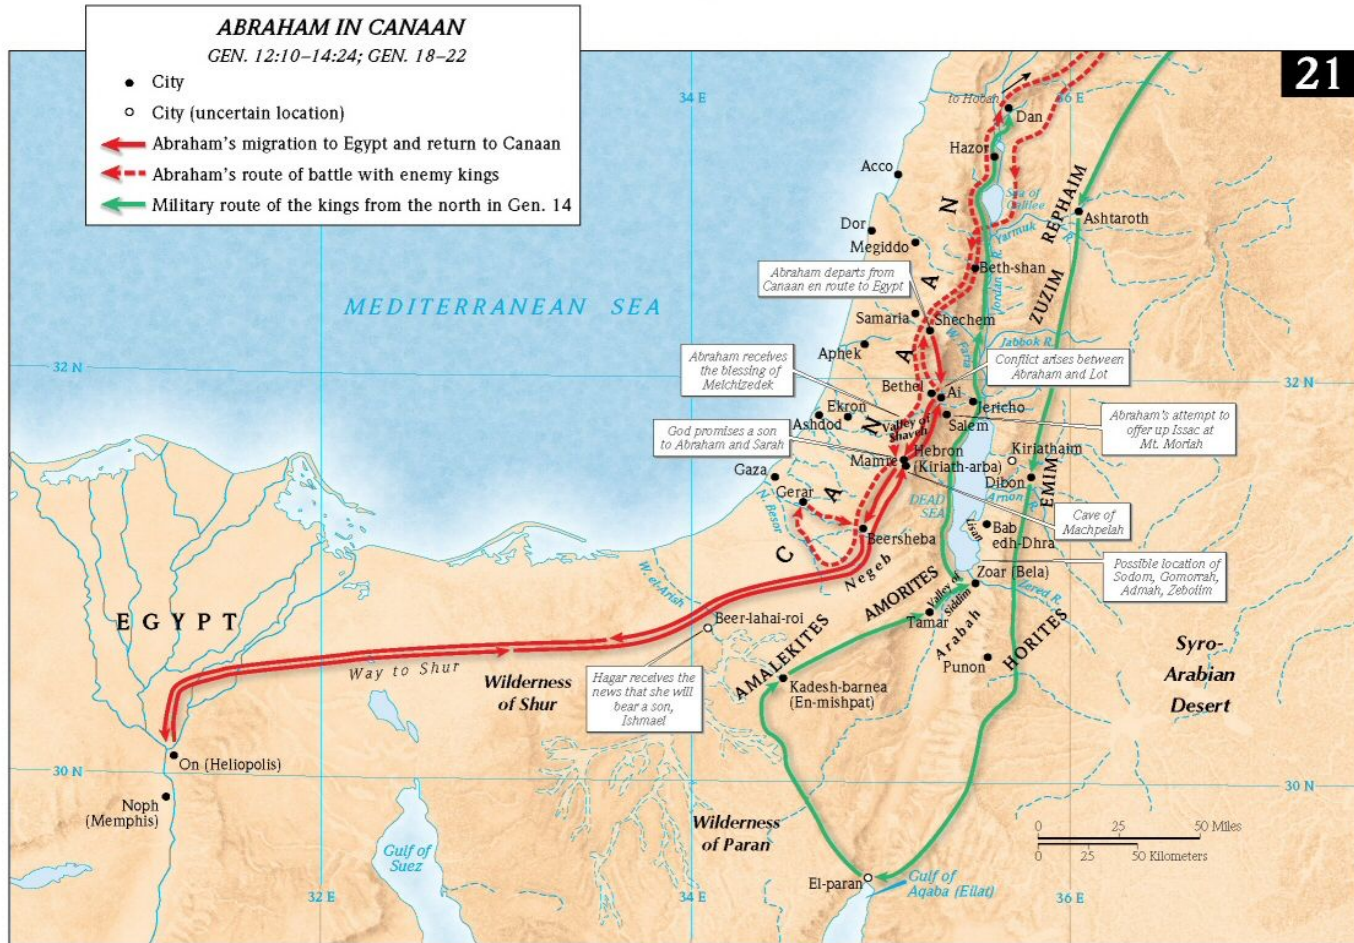 ABRAHAM IN CANAAN
GEN. 12:10–14:24; GEN. 18–22
City
City (uncertain location)
Abraham's migration to Egypt and return to Canaan
Abraham's route of battle with enemy kings
Military route of the kings from the north in Gen. 14
21
34 E
36 E
to Hobah
Dan
Hazor
Acco
Sea of
Galilee
REPHAIM
Ashtaroth
Dor
Megiddo
Yarmuk R.
Beth-shan
Abraham departs from
Canaan en route to Egypt
ZUZIM
Jordan R.
MEDITERRANEAN SEA
Samaria
Shechem
W. Faria
Jabbok R.
Aphek
32 N
Abraham receives
the blessing of
Melchizedek
Conflict arises between
Abraham and Lot
32 N
Bethel
Ai
Jericho
Ekron
Ashdod
Salem
Valley of
Shaveh
Abraham's attempt to
offer up Issac at
Mt. Moriah
God promises a son
to Abraham and Sarah
CANAAN
Mamre
Hebron
(Kiriath-arba)
Kiriathaim
Gaza
Gerar
Dibon
Arnon R.
EMIM
N. Besor
DEAD
SEA
Cave of
Machpelah
Lisan
Bab
edh-Dhra
Beersheba
Negeb
Zoar (Bela)
Possible location of
Sodom, Gomorrah,
Admah, Zeboiim
W. el-Arish
AMORITES
Valley of
Siddim
Zered R.
EGYPT
Beer-lahai-roi
Tamar
Arabah
HORITES
AMALEKITES
Punon
Syro-
Arabian
Desert
Way to Shur
Wilderness
of Shur
Hagar receives the
news that she will
bear a son,
Ishmael
Kadesh-barnea
(En-mishpat)
On (Heliopolis)
30 N
30 N
Noph
(Memphis)
Wilderness
of Paran
0 25 50 Miles
0 25 50 Kilometers
Gulf of
Suez
El-paran
Gulf of
Aqaba (Eilat)
32 E
34 E
36 E